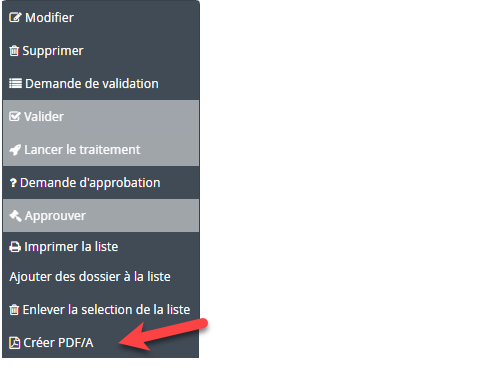 Modifier
Supprimer
Demande de validation
Valider
Lancer le traitement
? Demande d'approbation
Approuver
Imprimer la liste
Ajouter des dossier à la liste
Enlever la selection de la liste
Créer PDF/A